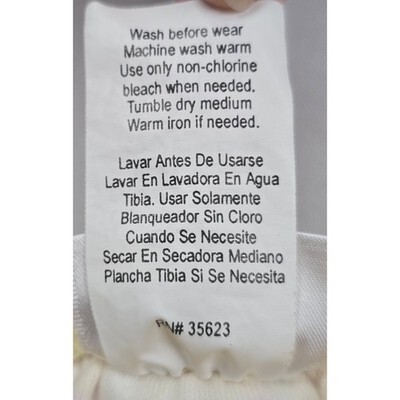 Wash before wear
Machine wash warm
Use only non-chlorine
bleach when needed.
Tumble dry medium
Warm iron if needed.
Lavar Antes De Usarse
Lavar En Lavadora En Agua
Tibia. Usar Solamente
Blanqueador Sin Cloro
Cuando Se Necesite
Secar En Secadora Mediano
Plancha Tibia Si Se Necesita
RN# 35623